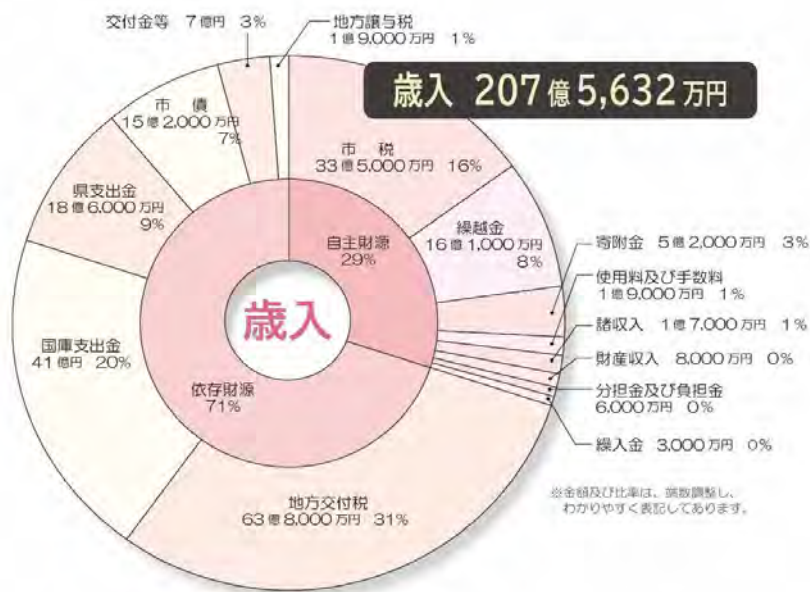 歳入 207億5,632万円
交付金等 7億円 3%
地方譲与税
1億9,000万円 1%
市 税
33億5,000万円 16%
繰越金
16億1,000万円
8%
寄附金 5億2,000万円 3%
使用料及び手数料
1億9,000万円 1%
諸収入 1億7,000万円 1%
財産収入 8,000万円 0%
分担金及び負担金
6,000万円 0%
繰入金 3,000万円 0%
地方交付税
63億8,000万円 31%
国庫支出金
41億円 20%
県支出金
18億6,000万円
9%
市 債
15億2,000万円
7%
自主財源
29%
依存財源
71%
歳入
※金額及び比率は、端数調整し、
わかりやすく表記してあります。